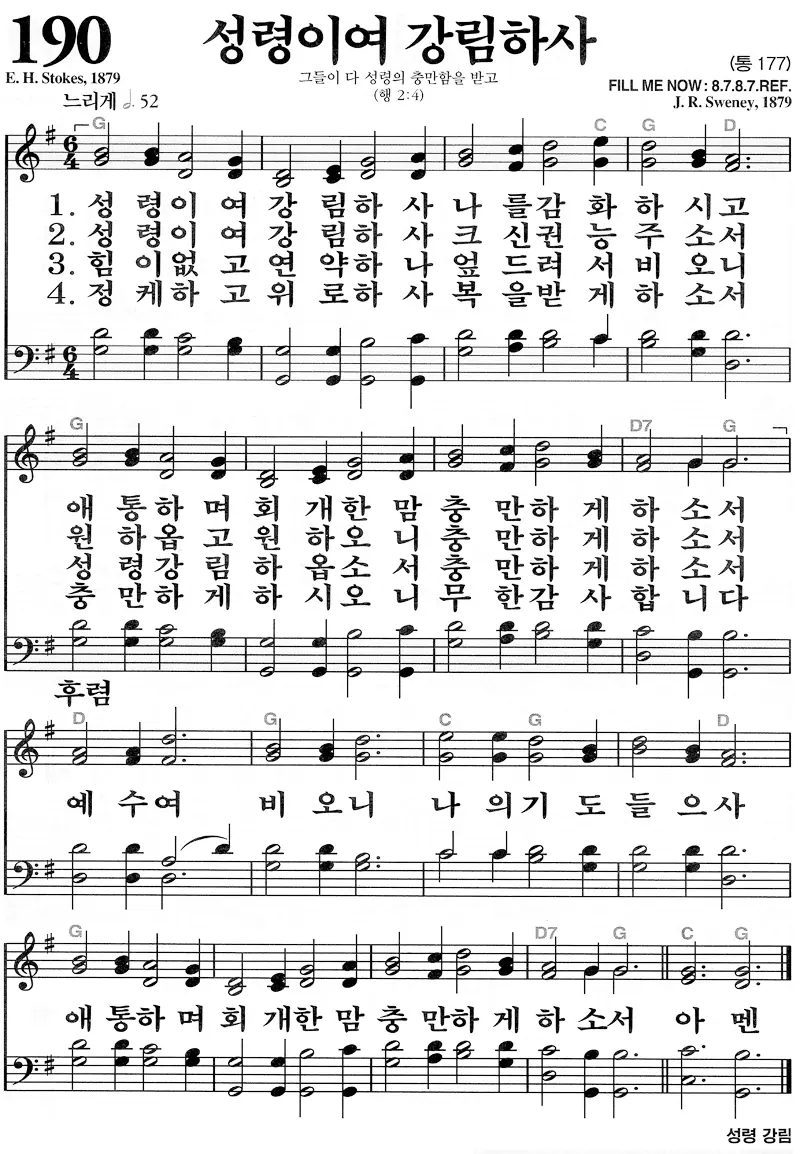 190
성령이여 강림하사
(통 177)
E. H. Stokes, 1879
그들이 다 성령의 충만함을 받고
(행 2:4)
FILL ME NOW: 8.7.8.7.REF.
J. R. Sweney, 1879
느리게 𝅗𝅥. 52
G C G D
6/4
1. 성 령이 여 강 림하 사 나 를감 화 하 시고
2. 성 령이 여 강 림하 사 크 신권 능 주 소서
3. 힘 이없 고 연 약하 나 엎 드려 서 비 오니
4. 정 케하 고 위 로하 사 복 을받 게 하 소서
6/4
G D7 G
애 통하 며 회 개한 맘 충 만하 게 하 소서
원 하옵 고 원 하오 니 충 만하 게 하 소서
성 령강 림 하 옵소 서 충 만하 게 하 소서
충 만하 게 하 시오 니 무 한감 사 합 니다
후렴
D G C G D
예 수여 비 오니 나 의기 도 들 으사
G D7 G C G
애 통하 며 회 개한 맘 충 만하 게 하 소서 아 멘
성령 강림